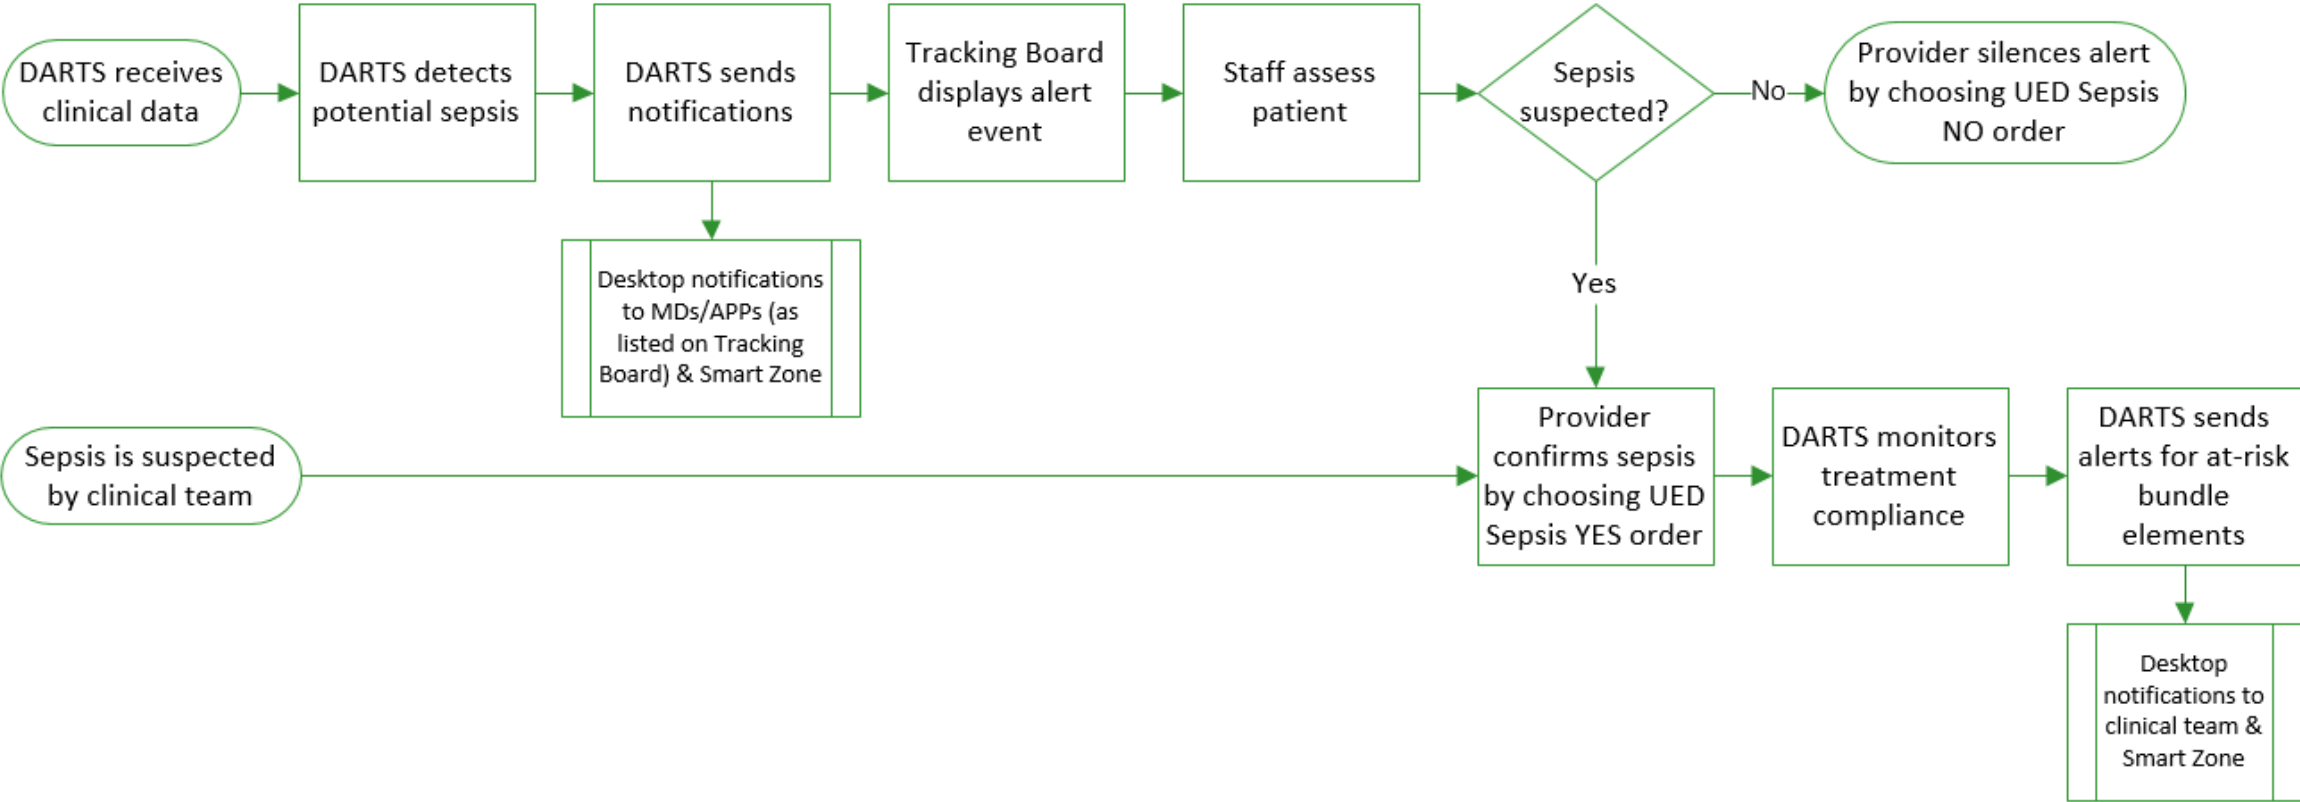 DARTS receives
clinical data
DARTS detects
potential sepsis
DARTS sends
notifications
Tracking Board
displays alert
event
Staff assess
patient
Sepsis
suspected?
No
Provider silences alert
by choosing UED Sepsis
NO order
Desktop notifications
to MDs/APPs (as
listed on Tracking
Board) & Smart Zone
Yes
Sepsis is suspected
by clinical team
Provider
confirms sepsis
by choosing UED
Sepsis YES order
DARTS monitors
treatment
compliance
DARTS sends
alerts for at-risk
bundle
elements
Desktop
notifications to
clinical team &
Smart Zone